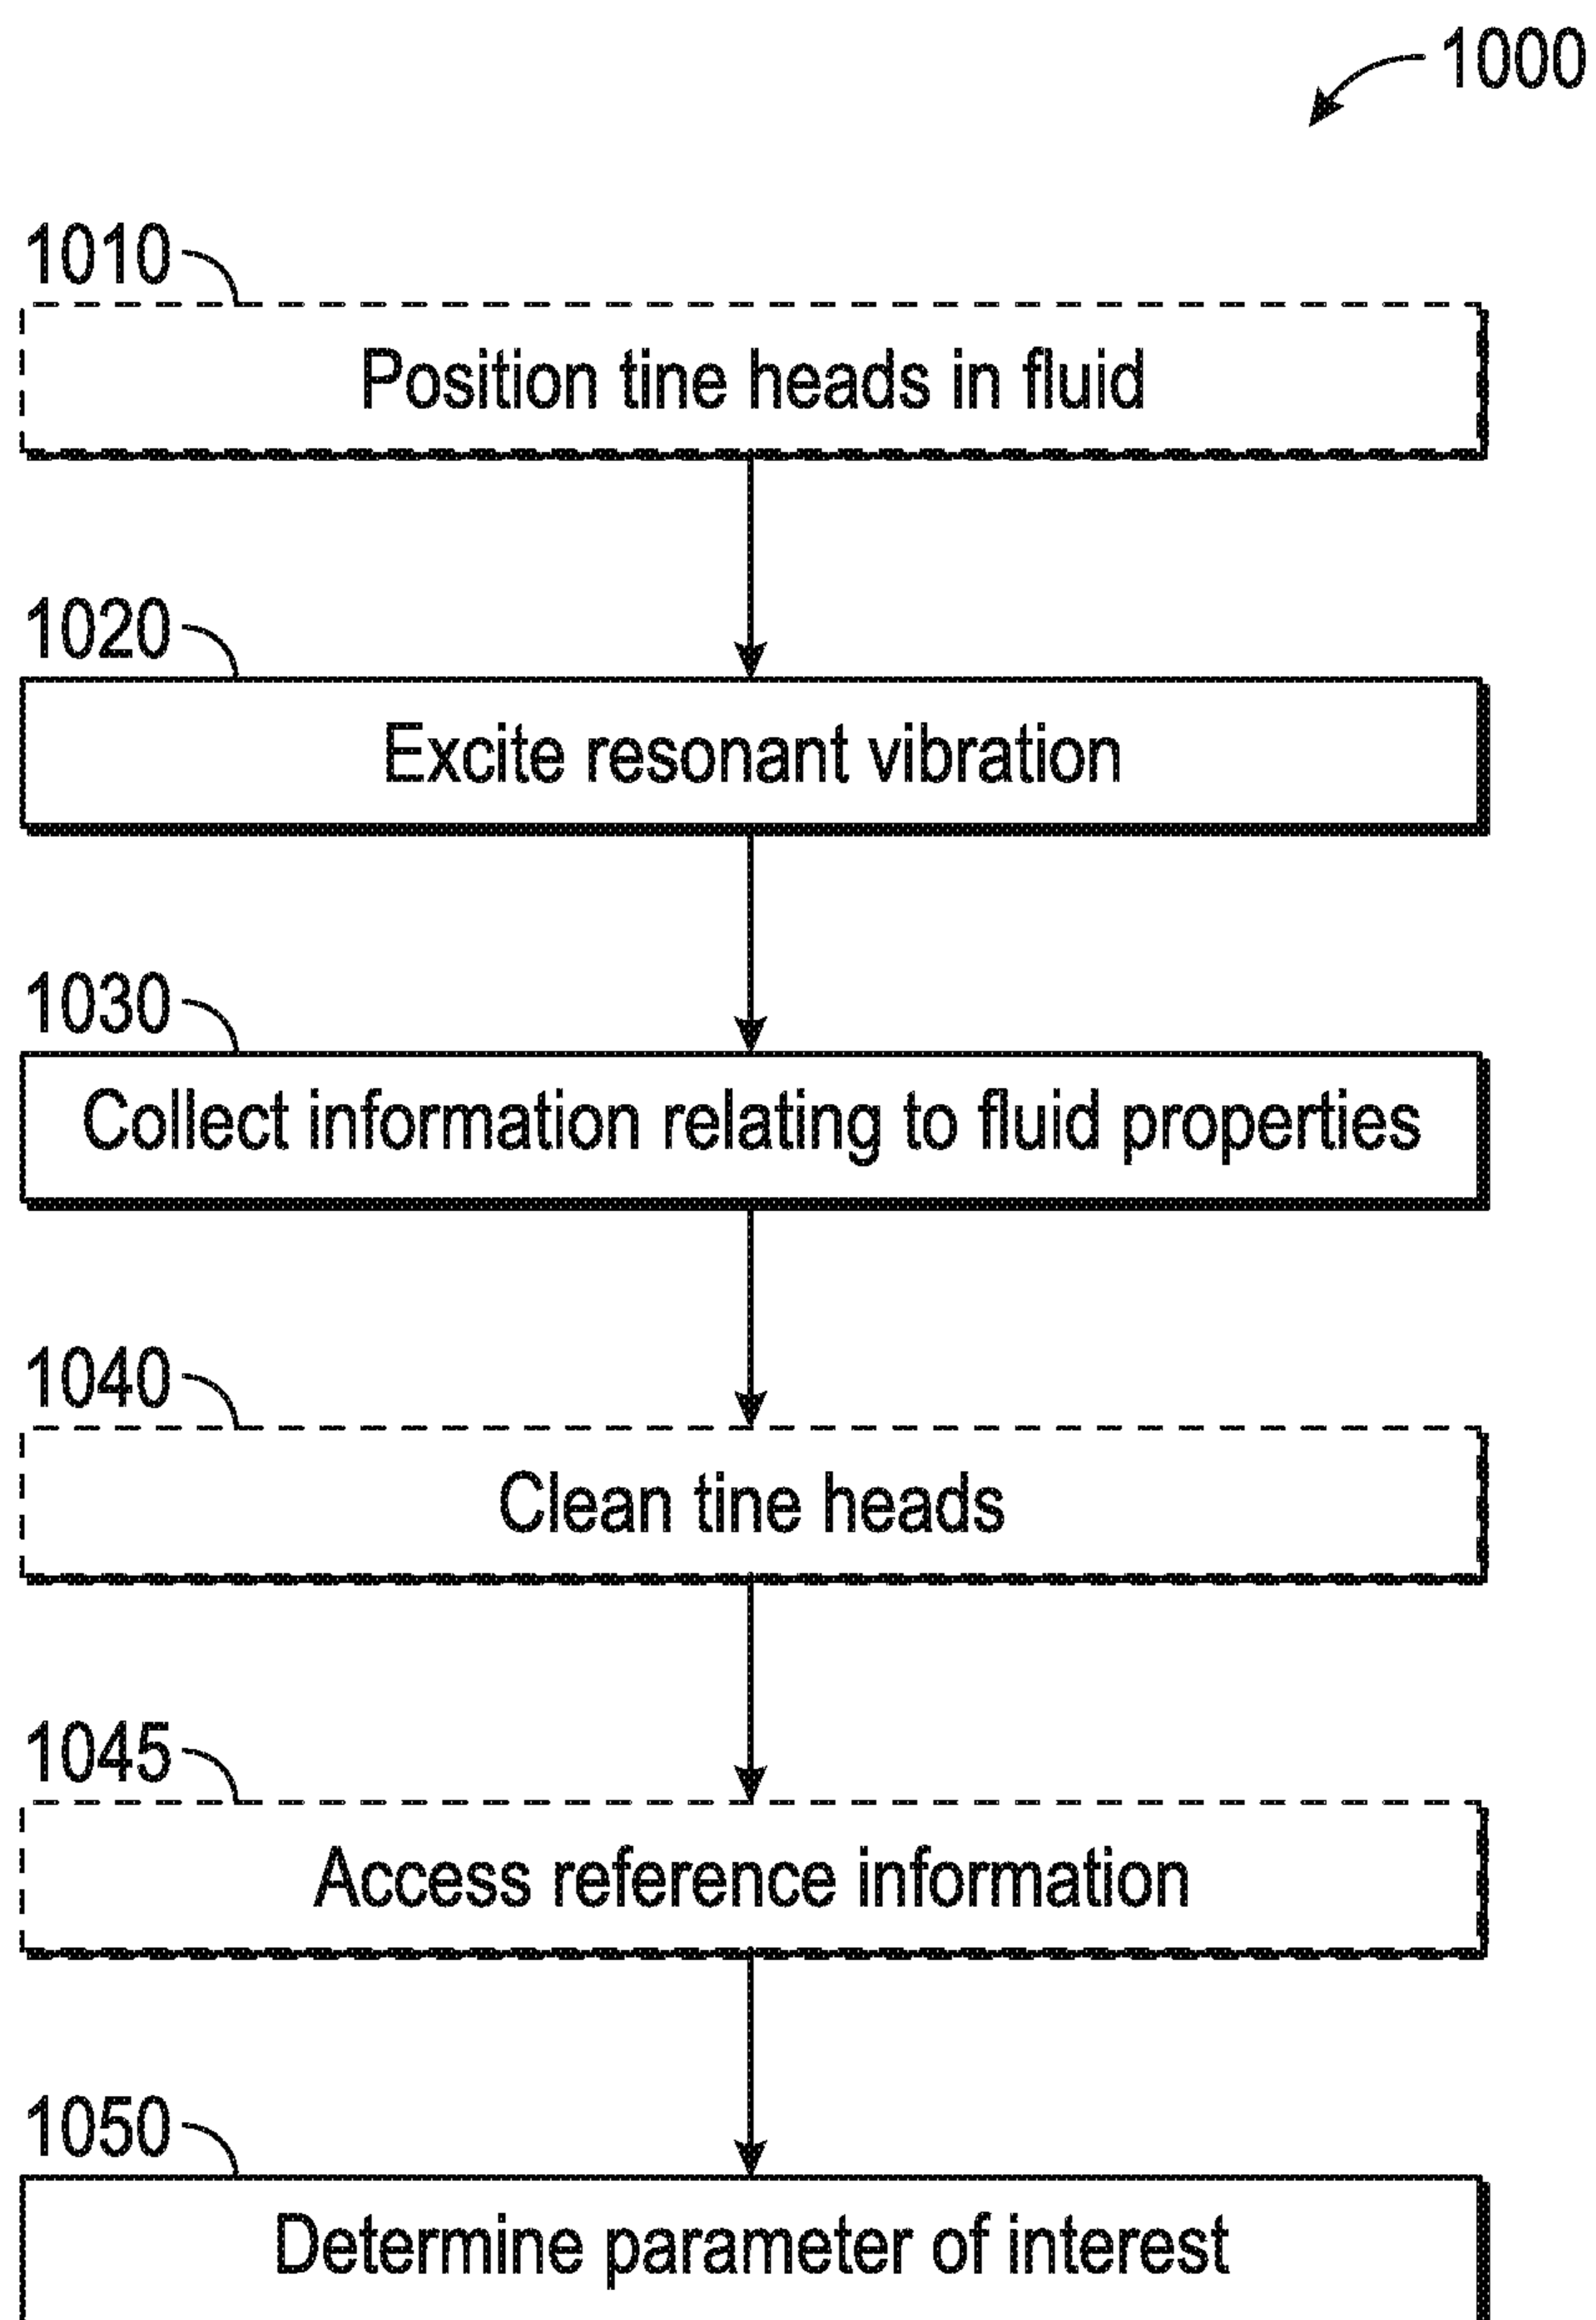 1000
1010
Position tine heads in fluid
1020
Excite resonant vibration
1030
Collect information relating to fluid properties
1040
Clean tine heads
1045
Access reference information
1050
Determine parameter of interest